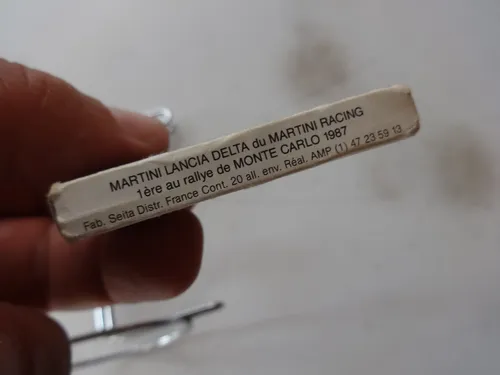 MARTINI LANCIA DELTA du MARTINI RACING
1ère au rallye de MONTE CARLO 1987
Fab. Seita Distr. France Cont. 20 all. env. Réal. AMP (1) 47 23 59 13